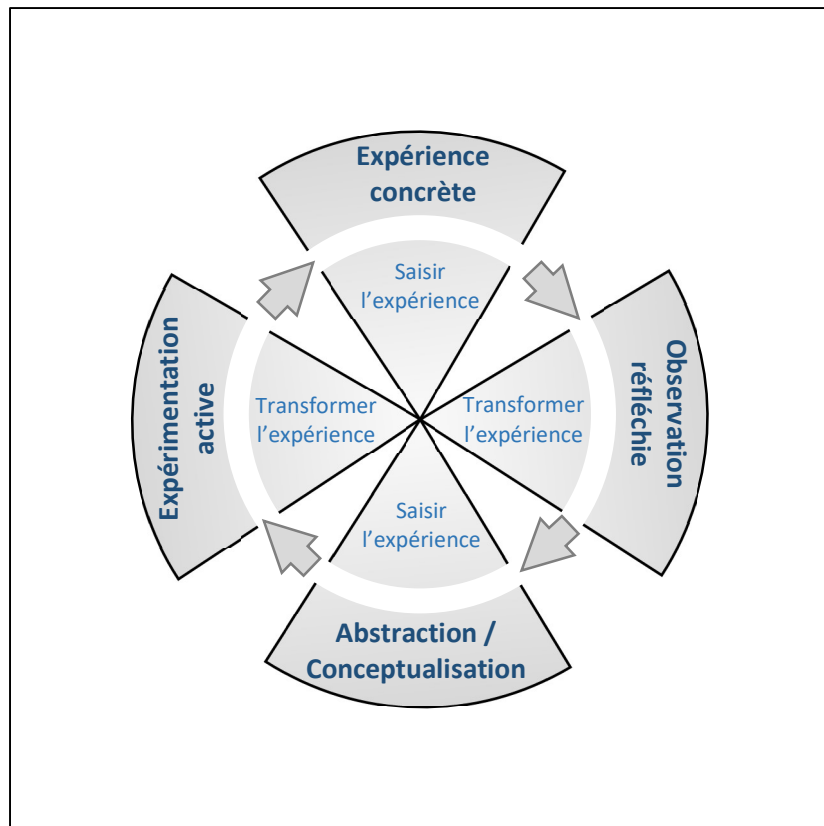 Expérience
concrète
Saisir
l’expérience
Observation
réfléchie
Transformer
l’expérience
Abstraction /
Conceptualisation
Saisir
l’expérience
Expérimentation
active
Transformer
l’expérience